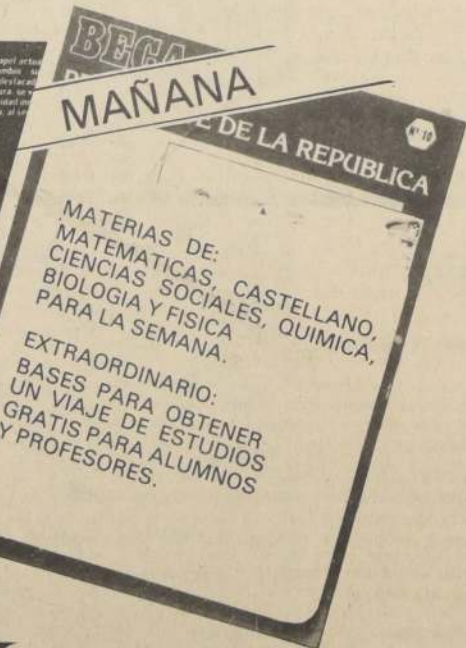 BECA
MAÑANA
DE LA REPUBLICA
Nº 10
MATERIAS DE:
MATEMATICAS, CASTELLANO,
CIENCIAS SOCIALES, QUIMICA,
BIOLOGIA Y FISICA
PARA LA SEMANA.
EXTRAORDINARIO:
BASES PARA OBTENER
UN VIAJE DE ESTUDIOS
GRATIS PARA ALUMNOS
Y PROFESORES.